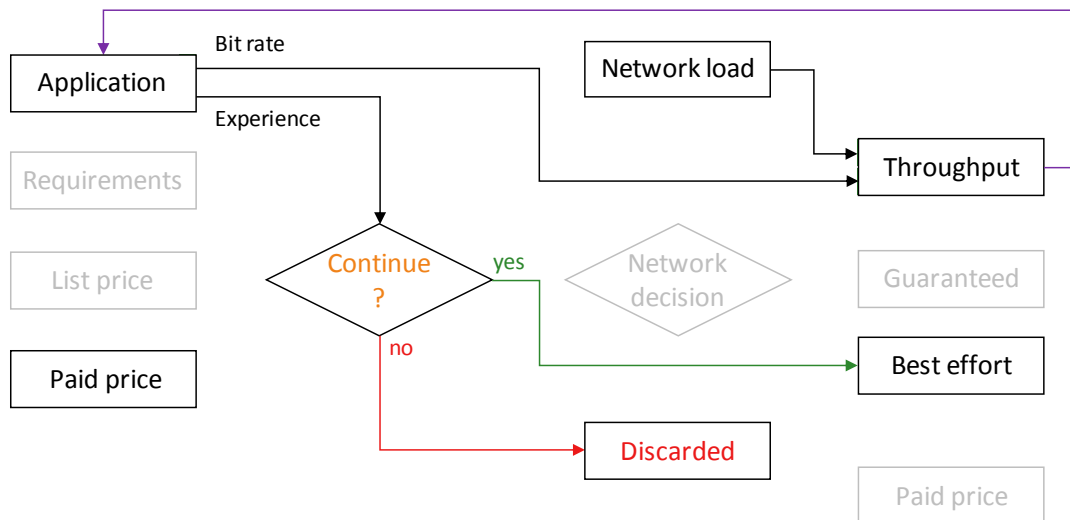 Bit rate
Application
Network load
Experience
Requirements
Throughput
Continue
?
yes
Network
decision
List price
Guaranteed
no
Paid price
Best effort
Discarded
Paid price